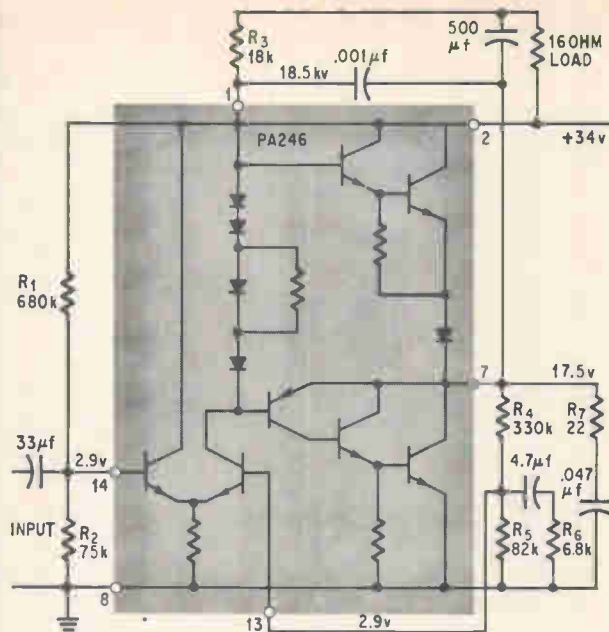 R3
18k
500
µf
16 OHM
LOAD
18.5kv
.001µf
1
PA246
2
+34v
R1
680k
7
17.5v
R4
330k
R7
22
33µf
2.9v
14
4.7µf
.047
µf
INPUT
R2
75k
R5
82k
R6
6.8k
8
13
2.9v